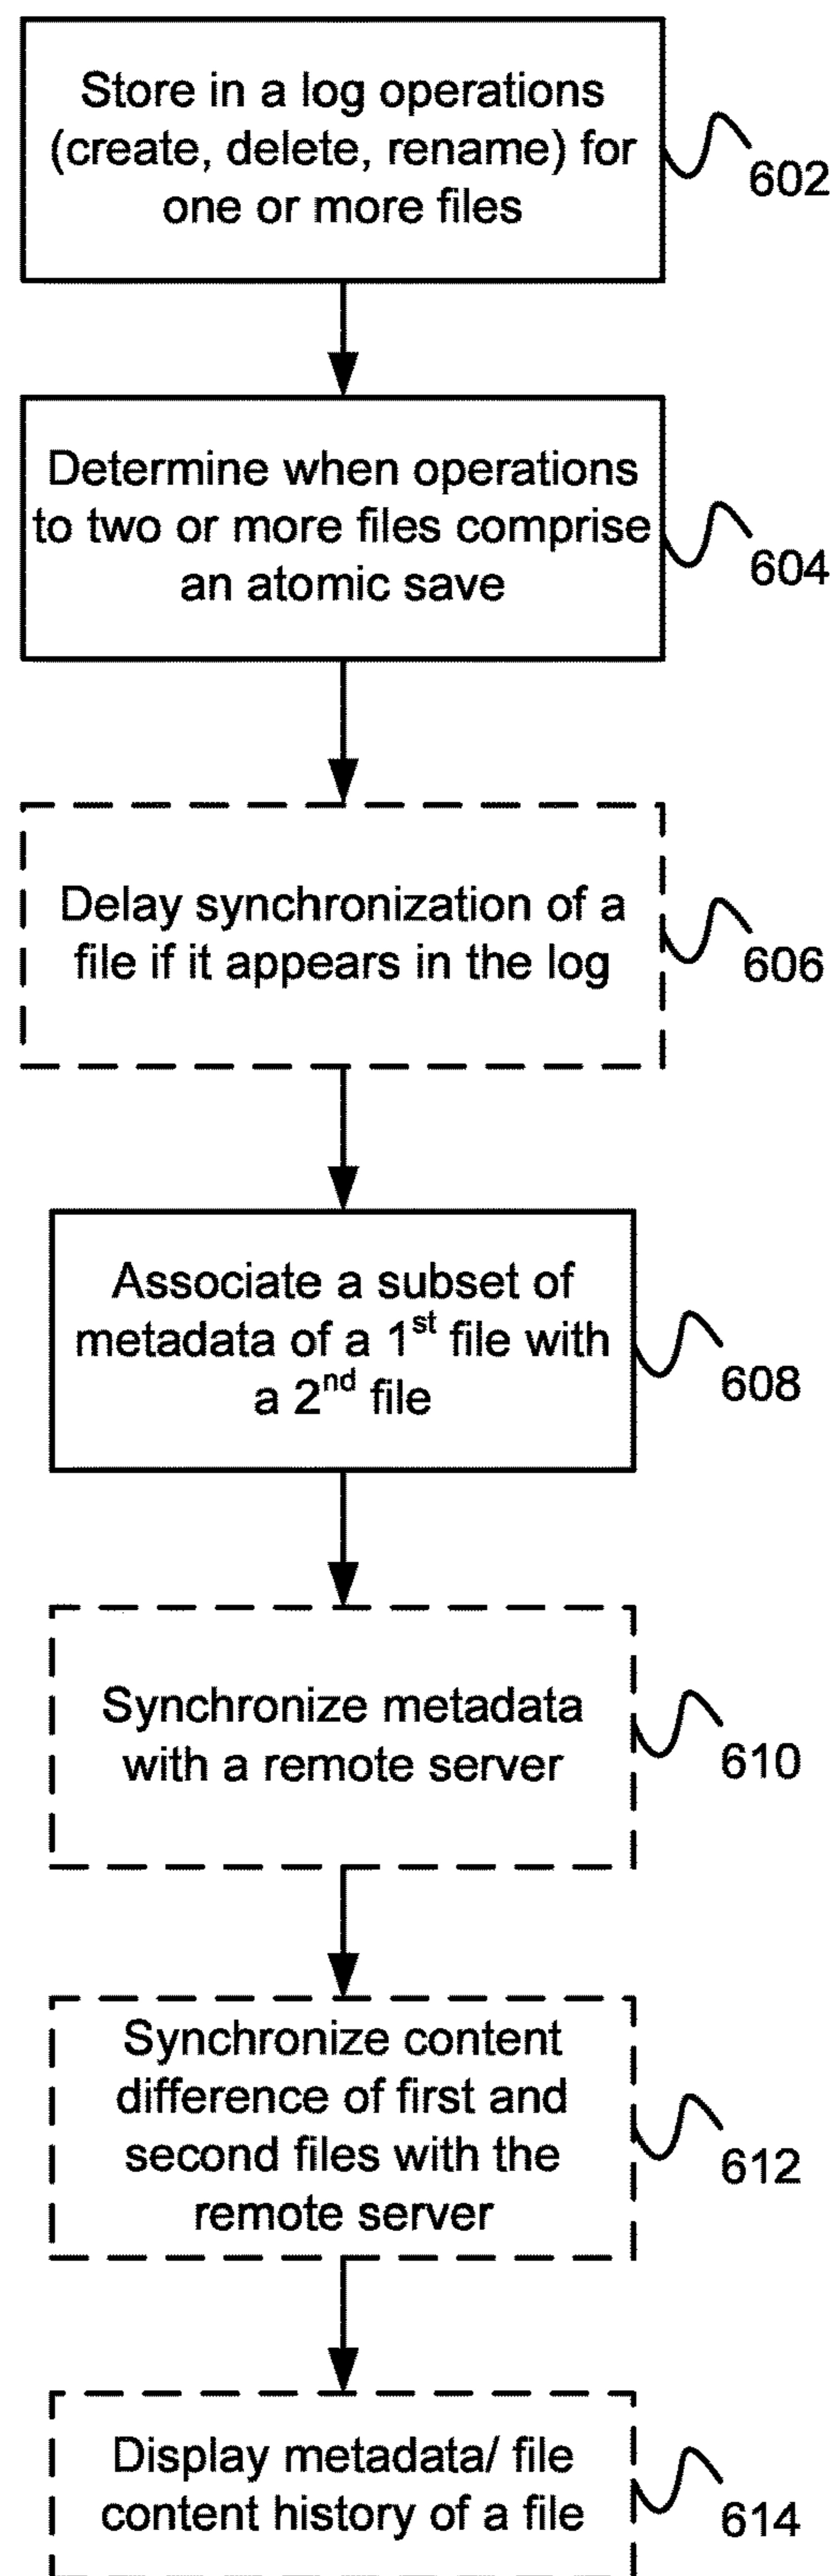 Store in a log operations
(create, delete, rename) for
one or more files
602
Determine when operations
to two or more files comprise
an atomic save
604
Delay synchronization of a
file if it appears in the log
606
Associate a subset of
metadata of a 1st file with
a 2nd file
608
Synchronize metadata
with a remote server
610
Synchronize content
difference of first and
second files with the
remote server
612
Display metadata/ file
content history of a file
614